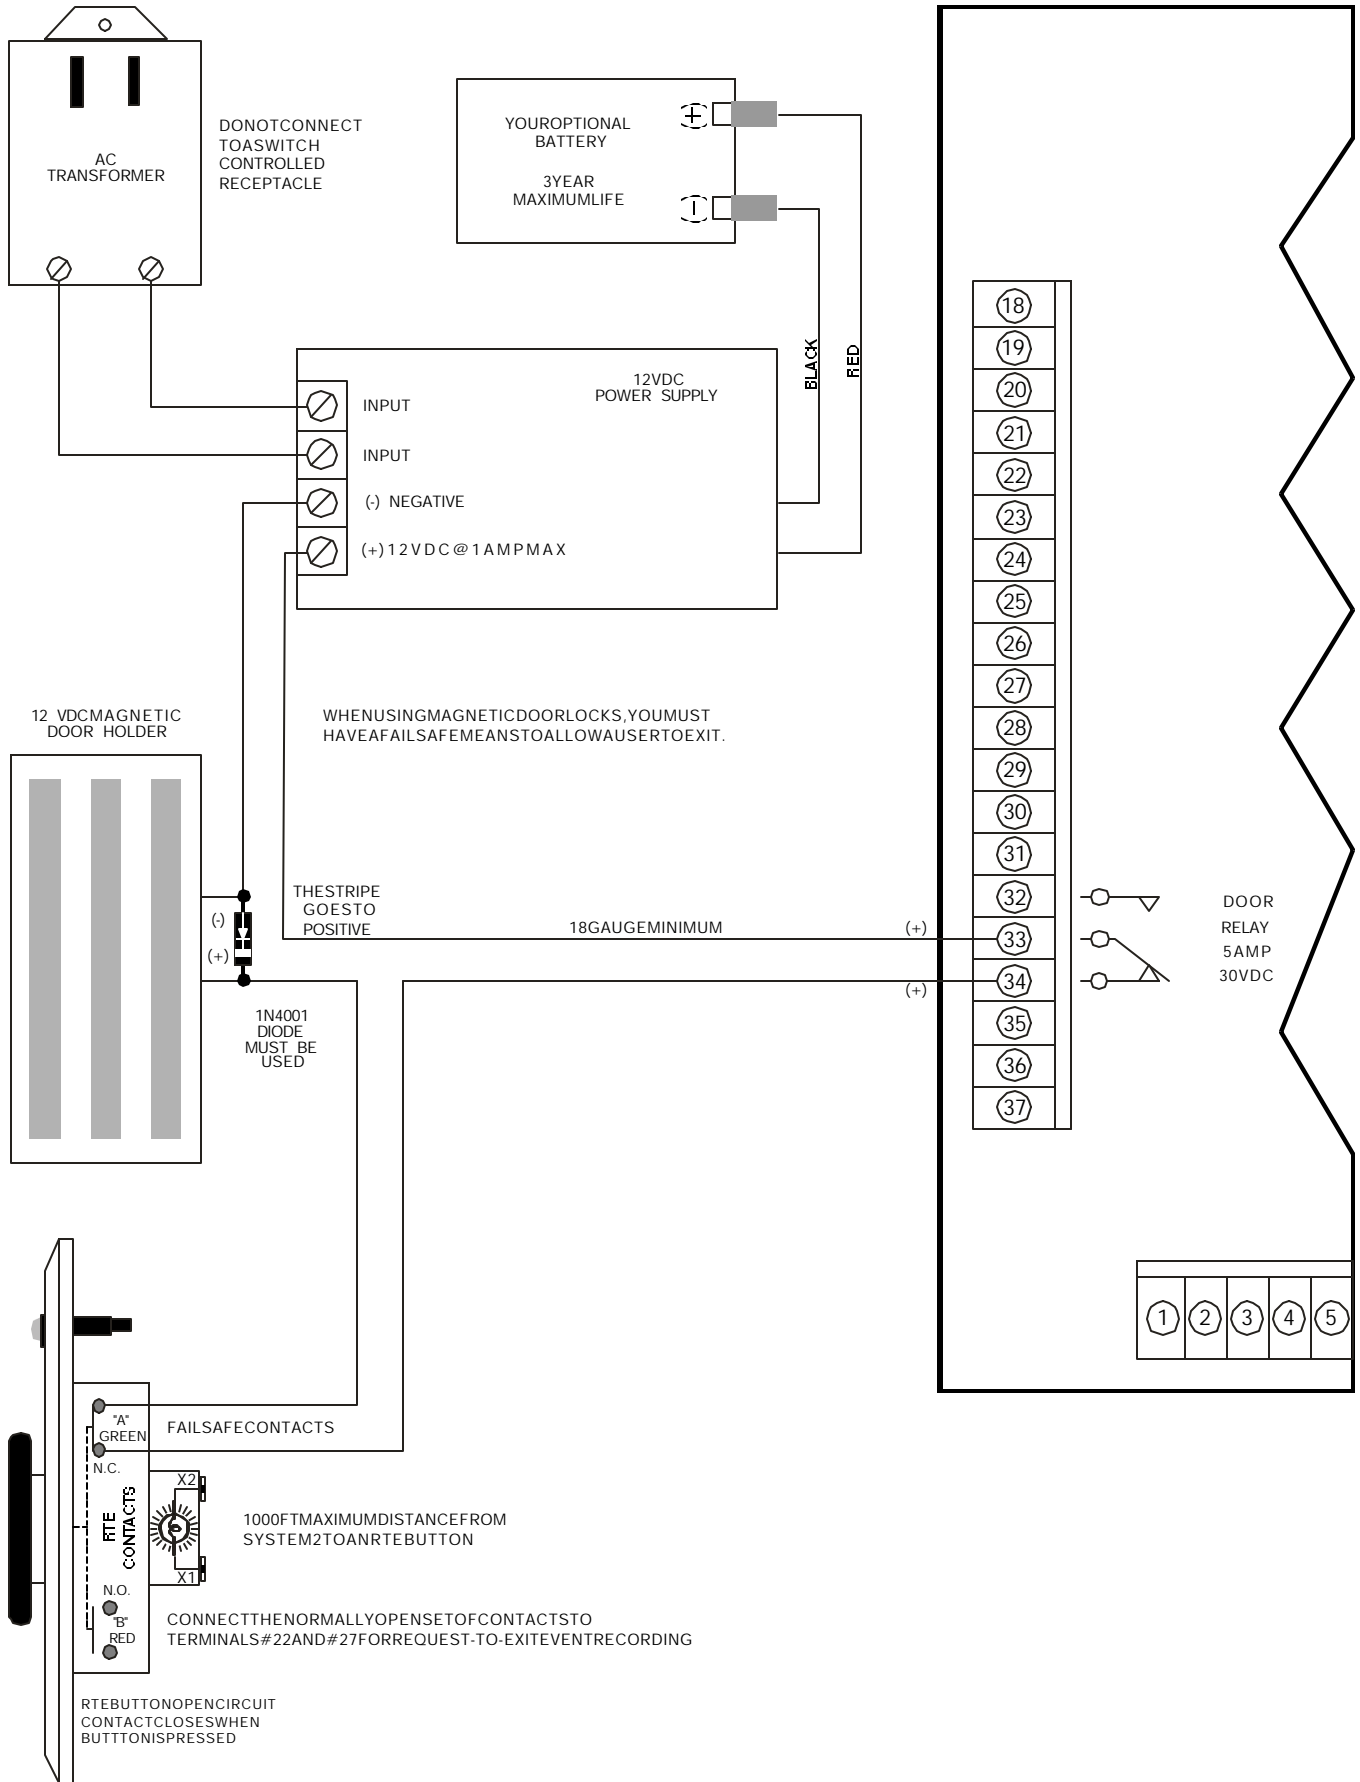 AC
TRANSFORMER
DONOTCONNECT
TOASWITCH
CONTROLLED
RECEPTACLE
YOUROPTIONAL
BATTERY
3YEAR
MAXIMUMLIFE
+
-
BLACK
RED
12VDC
POWER SUPPLY
INPUT
INPUT
(-) NEGATIVE
(+)12VDC@1AMPMAX
18
19
20
21
22
23
24
25
26
27
28
29
30
31
32
33
34
35
36
37
12 VDCMAGNETIC
DOOR HOLDER
WHENUSINGMAGNETICDOORLOCKS,YOUMUST
HAVEAFAILSAFEMEANSTOALLOWAUSERTOEXIT.
(-)
(+)
THESTRIPE
GOESTO
POSITIVE
18GAUGEMINIMUM
(+)
(+)
DOOR
RELAY
5AMP
30VDC
1N4001
DIODE
MUST BE
USED
1
2
3
4
5
"A"
GREEN
N.C.
FAILSAFECONTACTS
RTE
CONTACTS
X2
X1
1000FTMAXIMUMDISTANCEFROM
SYSTEM2TOANRTEBUTTON
N.O.
"B"
RED
CONNECTTHENORMALLYOPENSETOFCONTACTSTO
TERMINALS#22AND#27FORREQUEST-TO-EXITEVENTRECORDING
RTEBUTTONOPENCIRCUIT
CONTACTCLOSESWHEN
BUTTTONISPRESSED